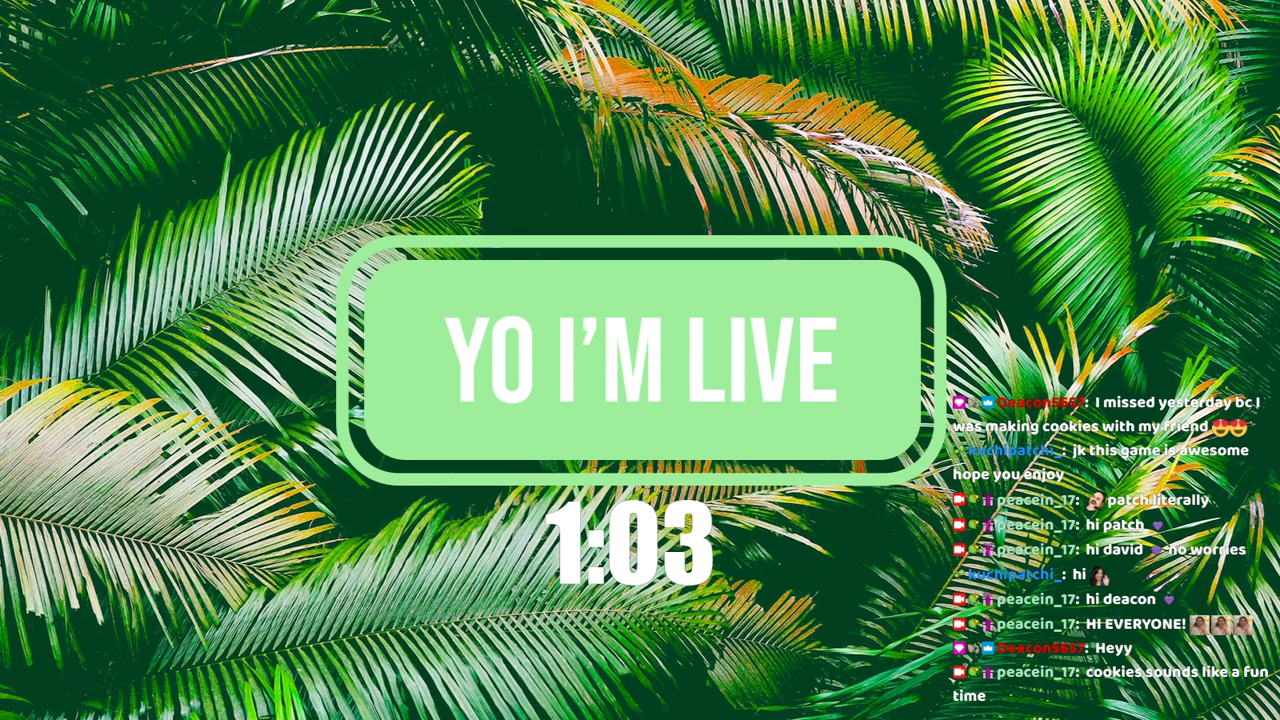 YO I’M LIVE
1:03
Deacon5657: I missed yesterday bc I
was making cookies with my friend
kuchipatchi_: jk this game is awesome
hope you enjoy
peacein_17: patch literally
peacein_17: hi patch
peacein_17: hi david no worries
kuchipatchi_: hi
peacein_17: hi deacon
peacein_17: HI EVERYONE!
Deacon5657: Heyy
peacein_17: cookies sounds like a fun
time